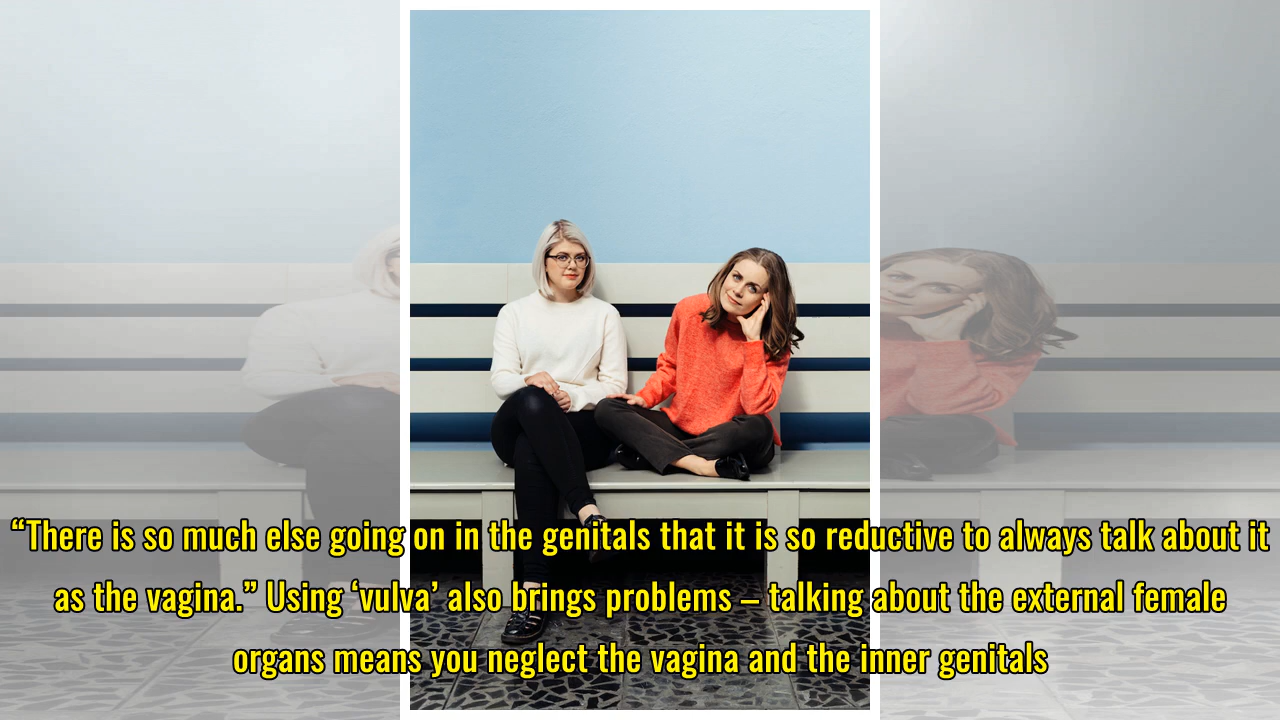 “There is so much else going on in the genitals that it is so reductive to always talk about it
as the vagina.” Using ‘vulva’ also brings problems – talking about the external female
organs means you neglect the vagina and the inner genitals